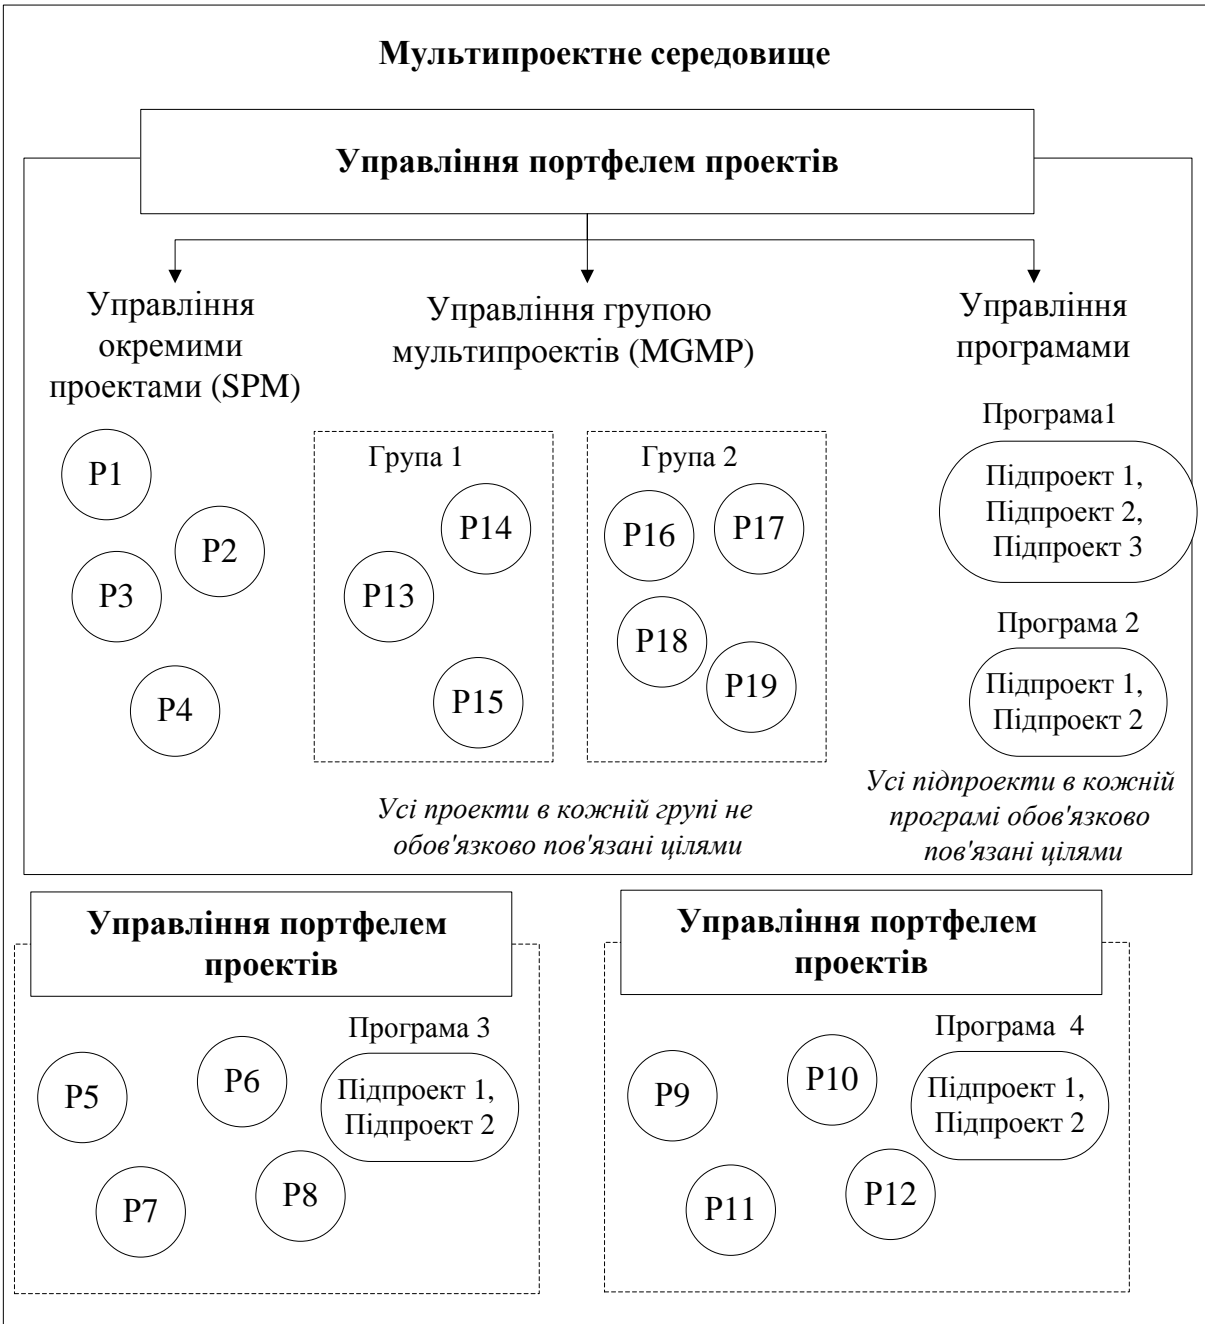 Мультипроектне середовище
Управління портфелем проектів
Управління
окремими
проектами (SPM)
Управління групою
мультипроектів (MGMP)
Управління
програмами
P1
P2
P3
P4
Група 1
P14
P13
P15
Група 2
P16
P17
P18
P19
Програма1
Підпроект 1,
Підпроект 2,
Підпроект 3
Програма 2
Підпроект 1,
Підпроект 2
Усі проекти в кожній групі не
обов'язково пов'язані цілями
Усі підпроекти в кожній
програмі обов'язково
пов'язані цілями
Управління портфелем
проектів
Програма 3
P5
P6
Підпроект 1,
Підпроект 2
P7
P8
Управління портфелем
проектів
Програма 4
P9
P10
Підпроект 1,
Підпроект 2
P11
P12